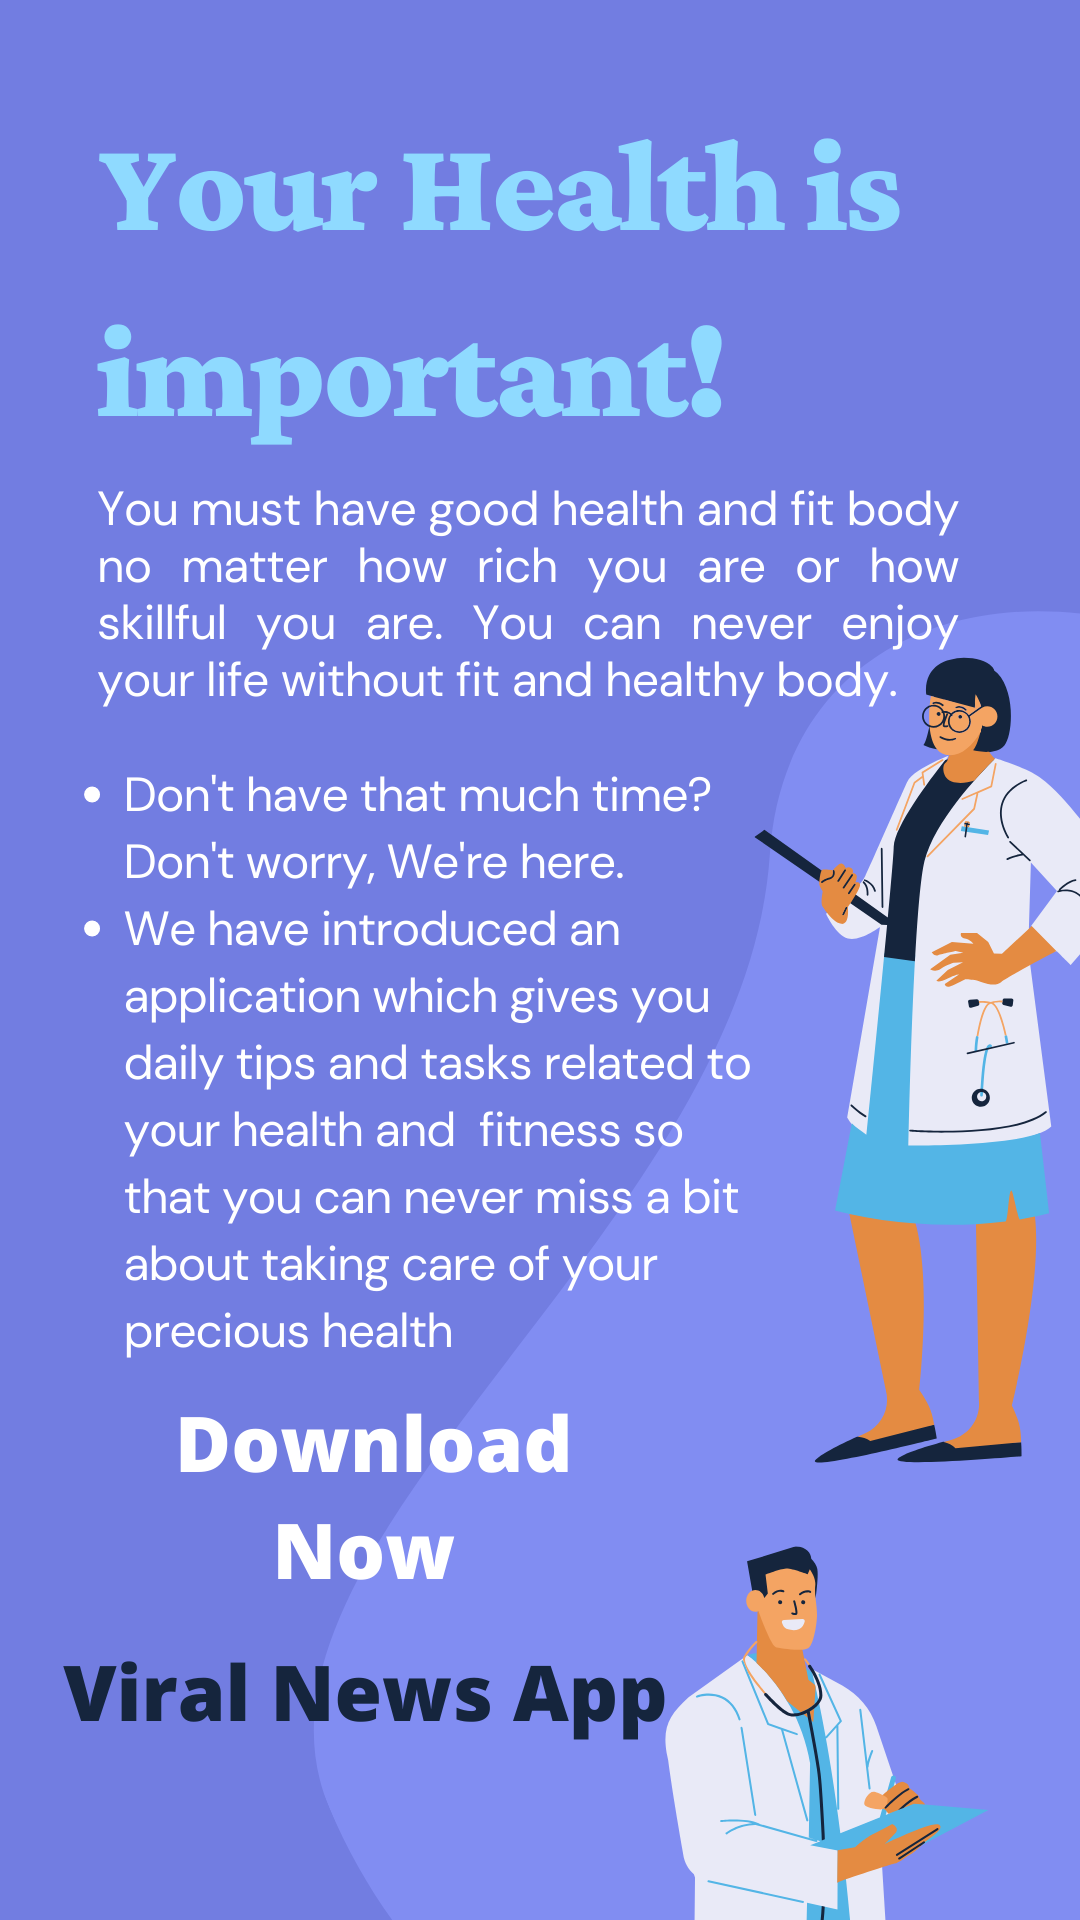 Your Health is
important!
You must have good health and fit body
no matter how rich you are or how
skillful you are. You can never enjoy
your life without fit and healthy body.
• Don't have that much time?
Don't worry, We're here.
• We have introduced an
application which gives you
daily tips and tasks related to
your health and  fitness so
that you can never miss a bit
about taking care of your
precious health
Download
Now
Viral News App